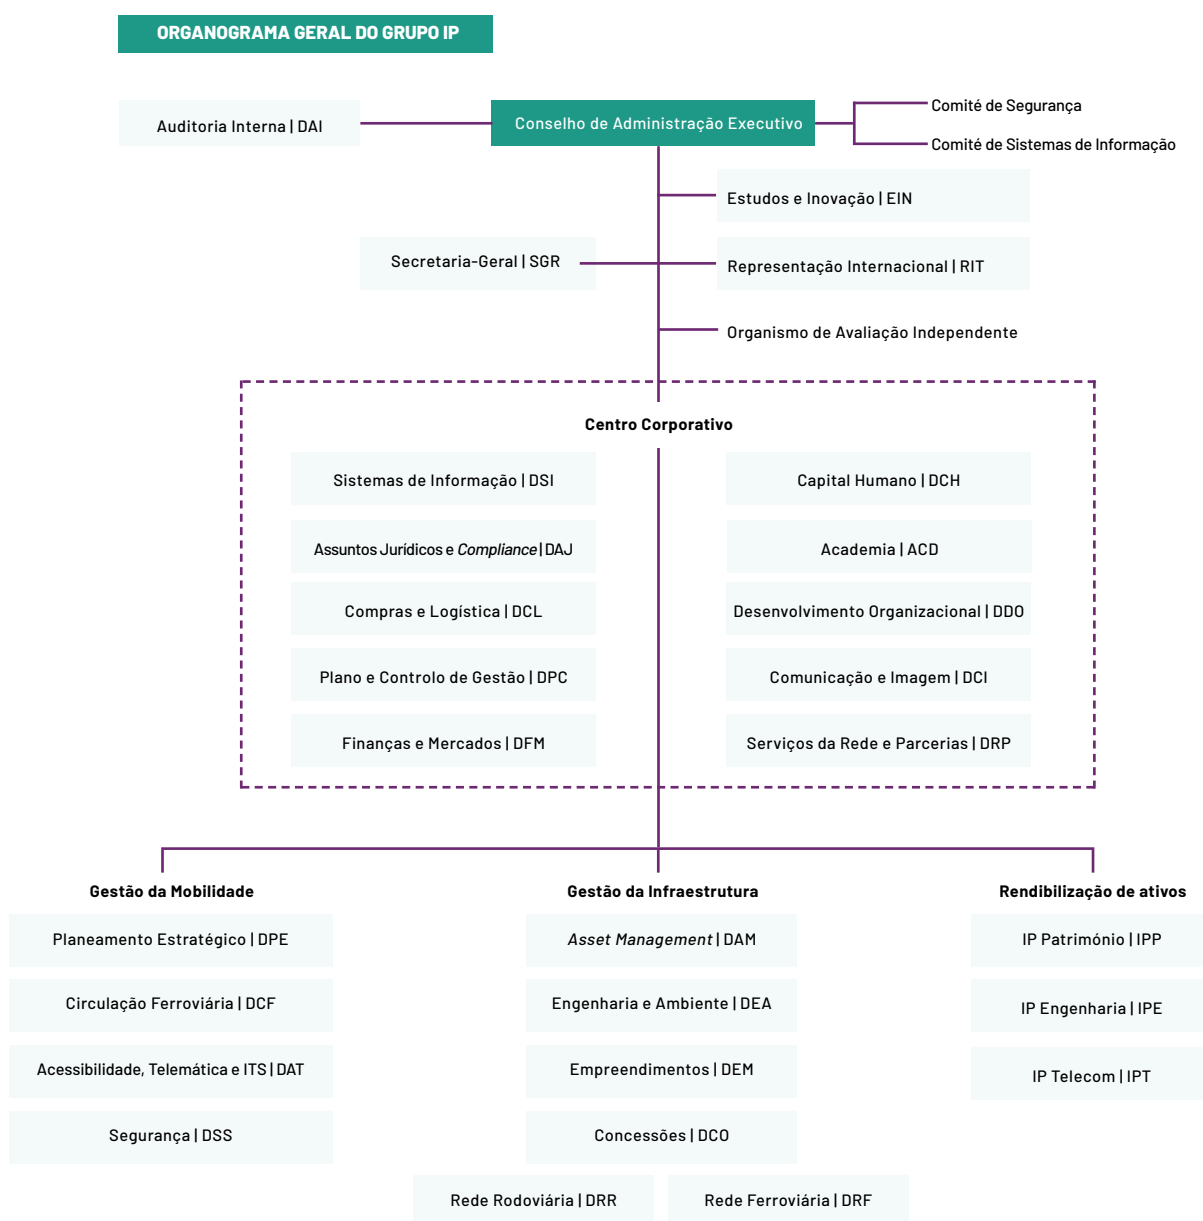 ORGANOGRAMA GERAL DO GRUPO IP
Auditoria Interna | DAI
Conselho de Administração Executivo
Comité de Segurança
Comité de Sistemas de Informação
Estudos e Inovação | EIN
Secretaria-Geral | SGR
Representação Internacional | RIT
Organismo de Avaliação Independente
Centro Corporativo
Sistemas de Informação | DSI
Capital Humano | DCH
Assuntos Jurídicos e Compliance | DAJ
Academia | ACD
Compras e Logística | DCL
Desenvolvimento Organizacional | DDO
Plano e Controlo de Gestão | DPC
Comunicação e Imagem | DCI
Finanças e Mercados | DFM
Serviços da Rede e Parcerias | DRP
Gestão da Mobilidade
Gestão da Infraestrutura
Rendibilização de ativos
Planeamento Estratégico | DPE
Asset Management | DAM
IP Património | IPP
Circulação Ferroviária | DCF
Engenharia e Ambiente | DEA
IP Engenharia | IPE
Acessibilidade, Telemática e ITS | DAT
Empreendimentos | DEM
IP Telecom | IPT
Segurança | DSS
Concessões | DCO
Rede Rodoviária | DRR
Rede Ferroviária | DRF